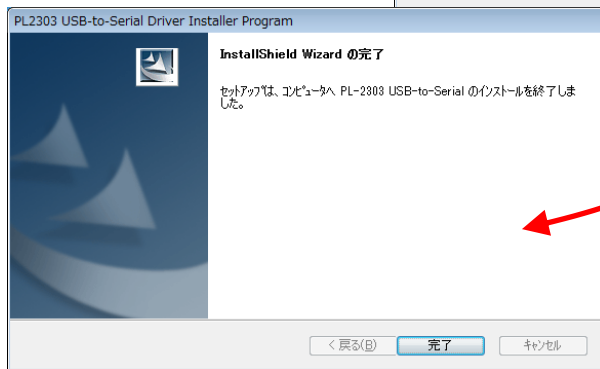 PL2303 USB-to-Serial Driver Installer Program
InstallShield Wizard の完了
セットアップは、コンピュータへ PL-2303 USB-to-Serial のインストールを終了しま
した。
< 戻る(B)
完了
キャンセル